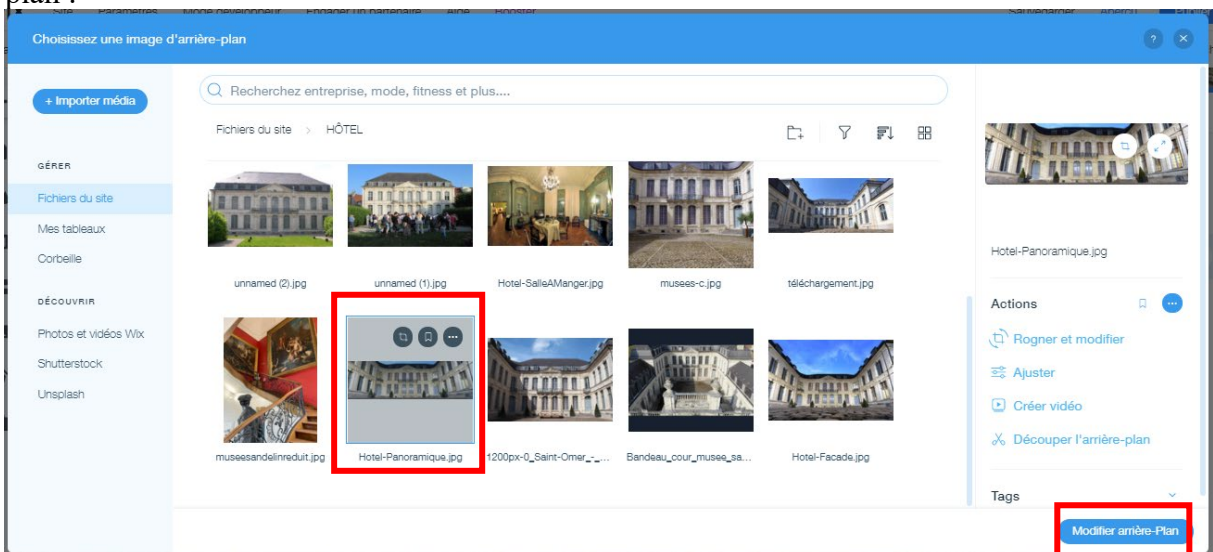 plan :
Site Paramètres Mode développeur Engager un partenaire Aide Booster Sauvegarder Aperçu
Choisissez une image d'arrière-plan ?
+ Importer média
Recherchez entreprise, mode, fitness et plus....
Fichiers du site > HÔTEL
GÉRER
Fichiers du site
Mes tableaux
Corbeille
DÉCOUVRIR
Photos et vidéos Wix
Shutterstock
Unsplash
unnamed (2).jpg unnamed (1).jpg Hotel-SalleAManger.jpg musees-c.jpg téléchargement.jpg
museesandelinreduit.jpg Hotel-Panoramique.jpg 1200px-0_Saint-Omer_-_... Bandeau_cour_musee_sa... Hotel-Facade.jpg
Hotel-Panoramique.jpg
Actions
Rogner et modifier
Ajuster
Créer vidéo
Découper l'arrière-plan
Tags
Modifier arrière-Plan